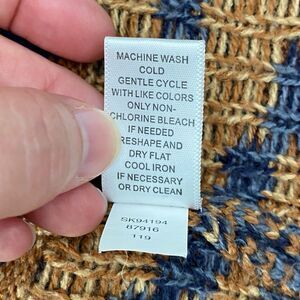 MACHINE WASH
COLD
GENTLE CYCLE
WITH LIKE COLORS
ONLY NON-
CHLORINE BLEACH
IF NEEDED
RESHAPE AND
DRY FLAT
COOL IRON
IF NECESSARY
OR DRY CLEAN
SK94194
87916
119